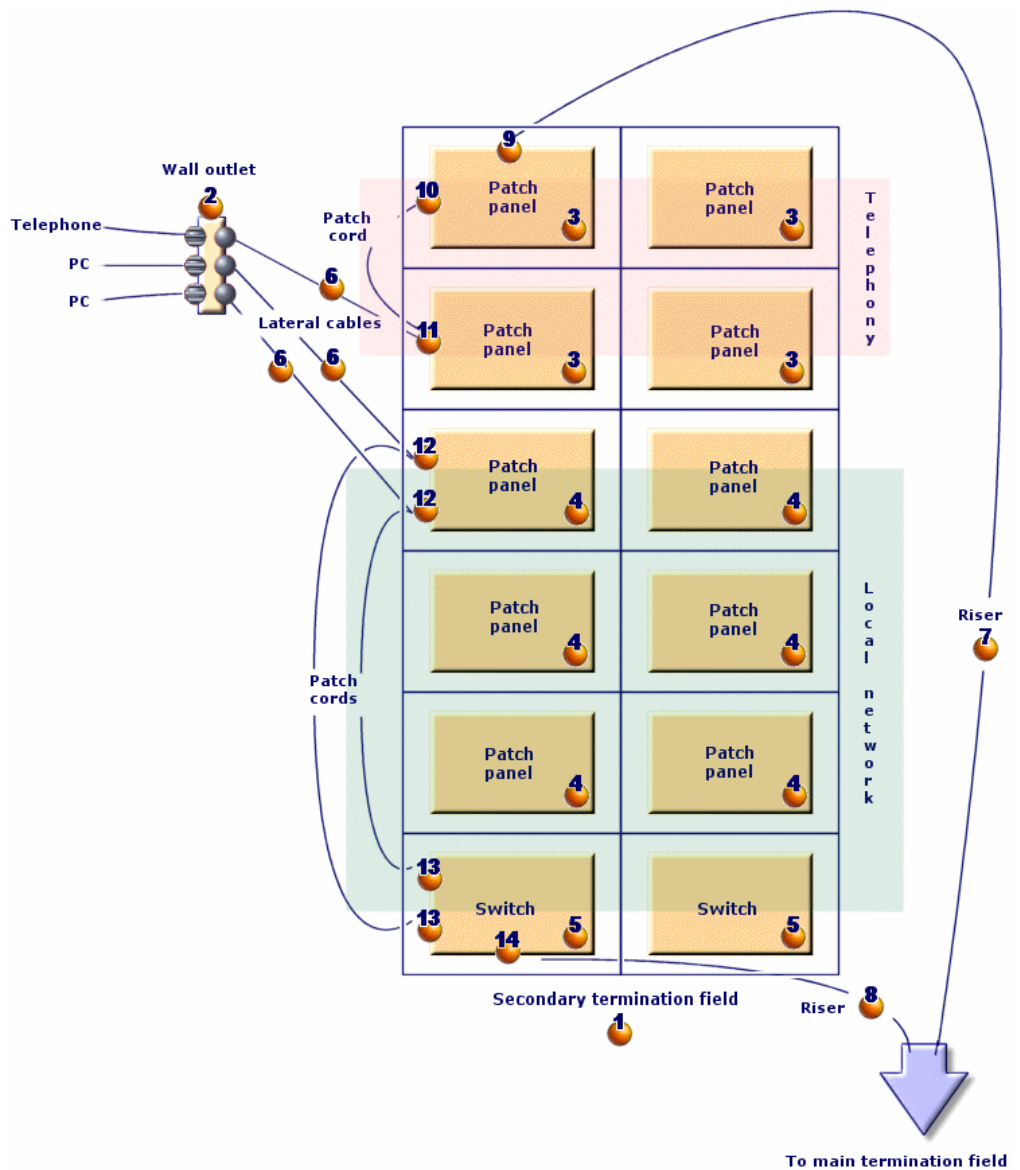 9
Wall outlet
2
10
Patch
panel
Patch
panel
Telephony
Patch
cord
3
3
Telephone
PC
PC
6
Lateral cables
11
Patch
panel
Patch
panel
3
3
6
6
12
Patch
panel
Patch
panel
12
4
4
Local network
Patch
panel
Patch
panel
4
4
Riser
7
Patch
cords
Patch
panel
Patch
panel
4
4
13
13
Switch
Switch
5
5
14
Secondary termination field
1
Riser
8
To main termination field